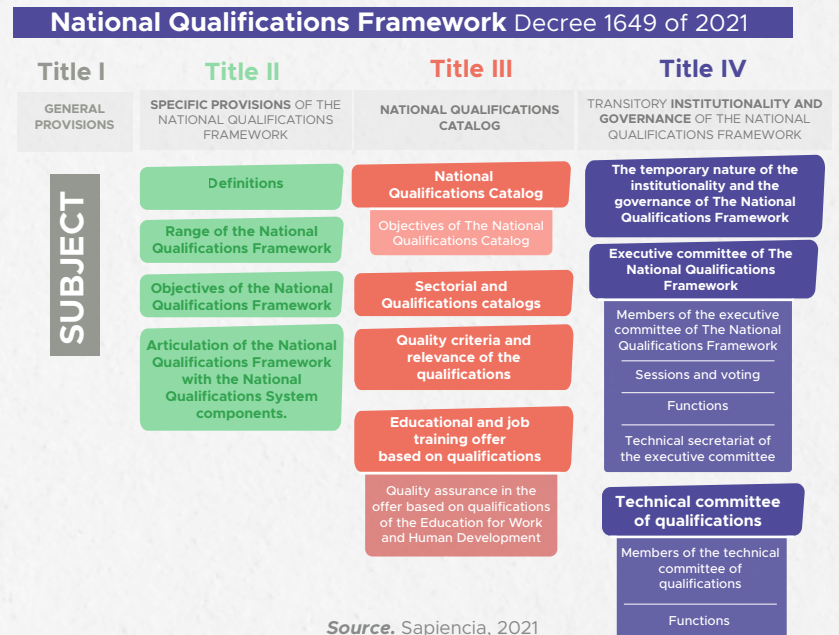 National Qualifications Framework Decree 1649 of 2021
Title I
GENERAL
PROVISIONS
SUBJECT
Title II
SPECIFIC PROVISIONS OF THE
NATIONAL QUALIFICATIONS
FRAMEWORK
Definitions
Range of the National
Qualifications Framework
Objectives of the National
Qualifications Framework
Articulation of the National
Qualifications Framework
with the National
Qualifications System
components.
Title III
NATIONAL QUALIFICATIONS
CATALOG
National
Qualifications Catalog
Objectives of The National
Qualifications Catalog
Sectorial and
Qualifications catalogs
Quality criteria and
relevance of the
qualifications
Educational and job
training offer
based on qualifications
Quality assurance in the
offer based on qualifications
of the Education for Work
and Human Development
Title IV
TRANSITORY INSTITUTIONALITY AND
GOVERNANCE OF THE NATIONAL
QUALIFICATIONS FRAMEWORK
The temporary nature of the
institutionality and the
governance of The National
Qualifications Framework
Executive committee of The
National Qualifications
Framework
Members of the executive
committee of The National
Qualifications Framework
Sessions and voting
Functions
Technical secretariat of
the executive committee
Technical committee
of qualifications
Members of the technical
committee of
qualifications
Functions
Source. Sapiencia, 2021